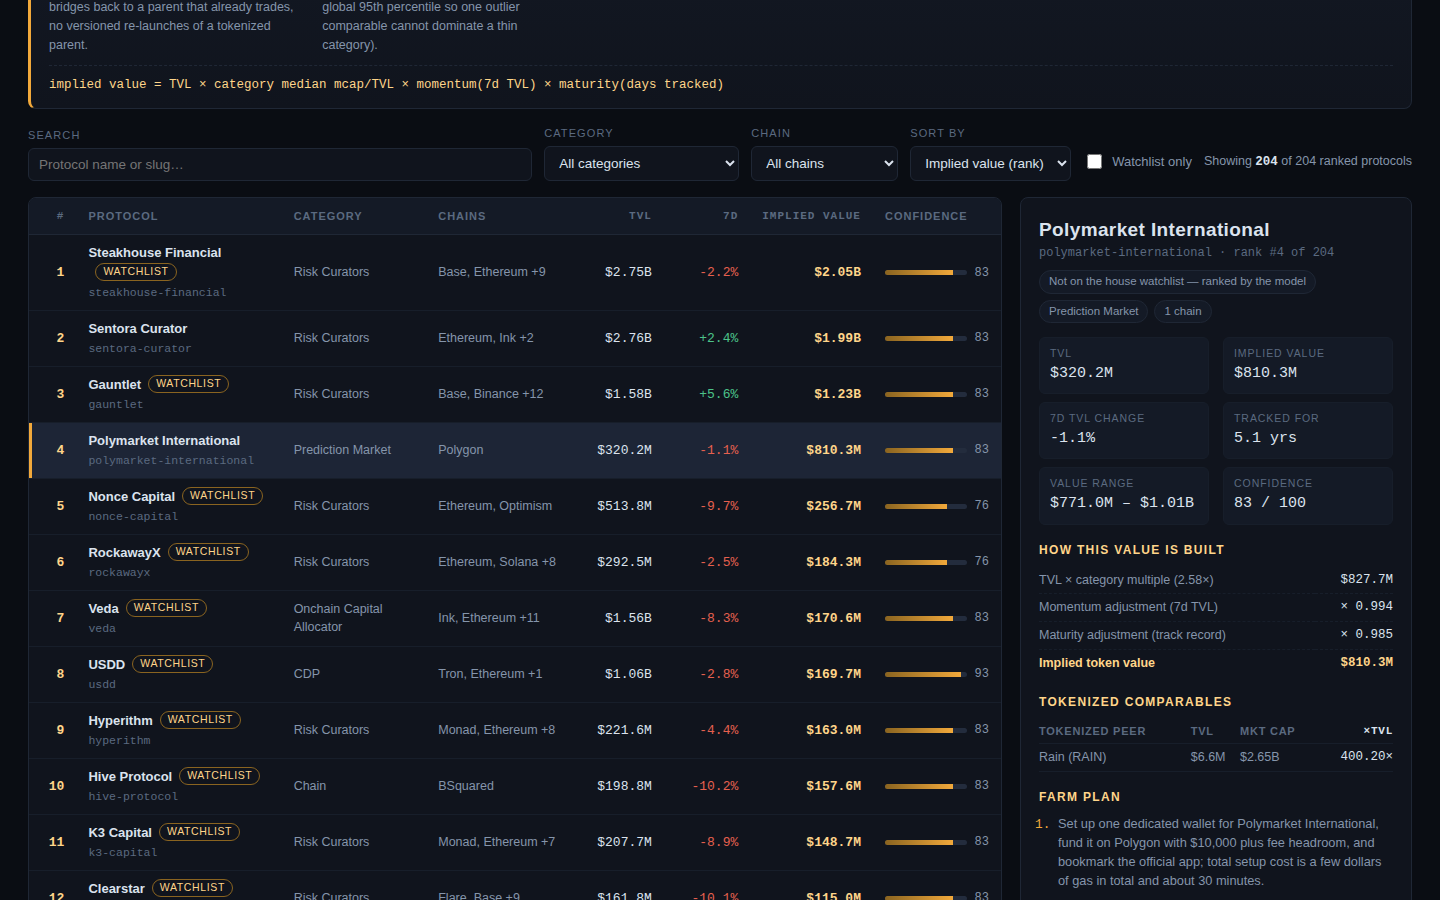 bridges back to a parent that already trades,
no versioned re-launches of a tokenized
parent.
global 95th percentile so one outlier
comparable cannot dominate a thin
category).
implied value = TVL × category median mcap/TVL × momentum(7d TVL) × maturity(days tracked)
SEARCH
Protocol name or slug…
CATEGORY
All categories
CHAIN
All chains
SORT BY
Implied value (rank)
Watchlist only
Showing 204 of 204 ranked protocols
# PROTOCOL CATEGORY CHAINS TVL 7D IMPLIED VALUE CONFIDENCE
Steakhouse Financial
1 WATCHLIST Risk Curators Base, Ethereum +9 $2.75B -2.2% $2.05B 83
steakhouse-financial
2 Sentora Curator Risk Curators Ethereum, Ink +2 $2.76B +2.4% $1.99B 83
sentora-curator
3 Gauntlet WATCHLIST Risk Curators Base, Binance +12 $1.58B +5.6% $1.23B 83
gauntlet
4 Polymarket International Prediction Market Polygon $320.2M -1.1% $810.3M 83
polymarket-international
5 Nonce Capital WATCHLIST Risk Curators Ethereum, Optimism $513.8M -9.7% $256.7M 76
nonce-capital
6 RockawayX WATCHLIST Risk Curators Ethereum, Solana +8 $292.5M -2.5% $184.3M 76
rockawayx
7 Veda WATCHLIST Onchain Capital Allocator Ink, Ethereum +11 $1.56B -8.3% $170.6M 83
veda
8 USDD WATCHLIST CDP Tron, Ethereum +1 $1.06B -2.8% $169.7M 93
usdd
9 Hyperithm WATCHLIST Risk Curators Monad, Ethereum +8 $221.6M -4.4% $163.0M 83
hyperithm
10 Hive Protocol WATCHLIST Chain BSquared $198.8M -10.2% $157.6M 83
hive-protocol
11 K3 Capital WATCHLIST Risk Curators Monad, Ethereum +7 $207.7M -8.9% $148.7M 83
k3-capital
12 Clearstar WATCHLIST Risk Curators Flare, Base +9 $161.8M -10.1% $115.0M 83
Polymarket International
polymarket-international · rank #4 of 204
Not on the house watchlist — ranked by the model
Prediction Market
1 chain
TVL
$320.2M
IMPLIED VALUE
$810.3M
7D TVL CHANGE
-1.1%
TRACKED FOR
5.1 yrs
VALUE RANGE
$771.0M – $1.01B
CONFIDENCE
83 / 100
HOW THIS VALUE IS BUILT
TVL × category multiple (2.58×) $827.7M
Momentum adjustment (7d TVL) × 0.994
Maturity adjustment (track record) × 0.985
Implied token value $810.3M
TOKENIZED COMPARABLES
TOKENIZED PEER TVL MKT CAP ×TVL
Rain (RAIN) $6.6M $2.65B 400.20×
FARM PLAN
1. Set up one dedicated wallet for Polymarket International,
fund it on Polygon with $10,000 plus fee headroom, and
bookmark the official app; total setup cost is a few dollars
of gas in total and about 30 minutes.